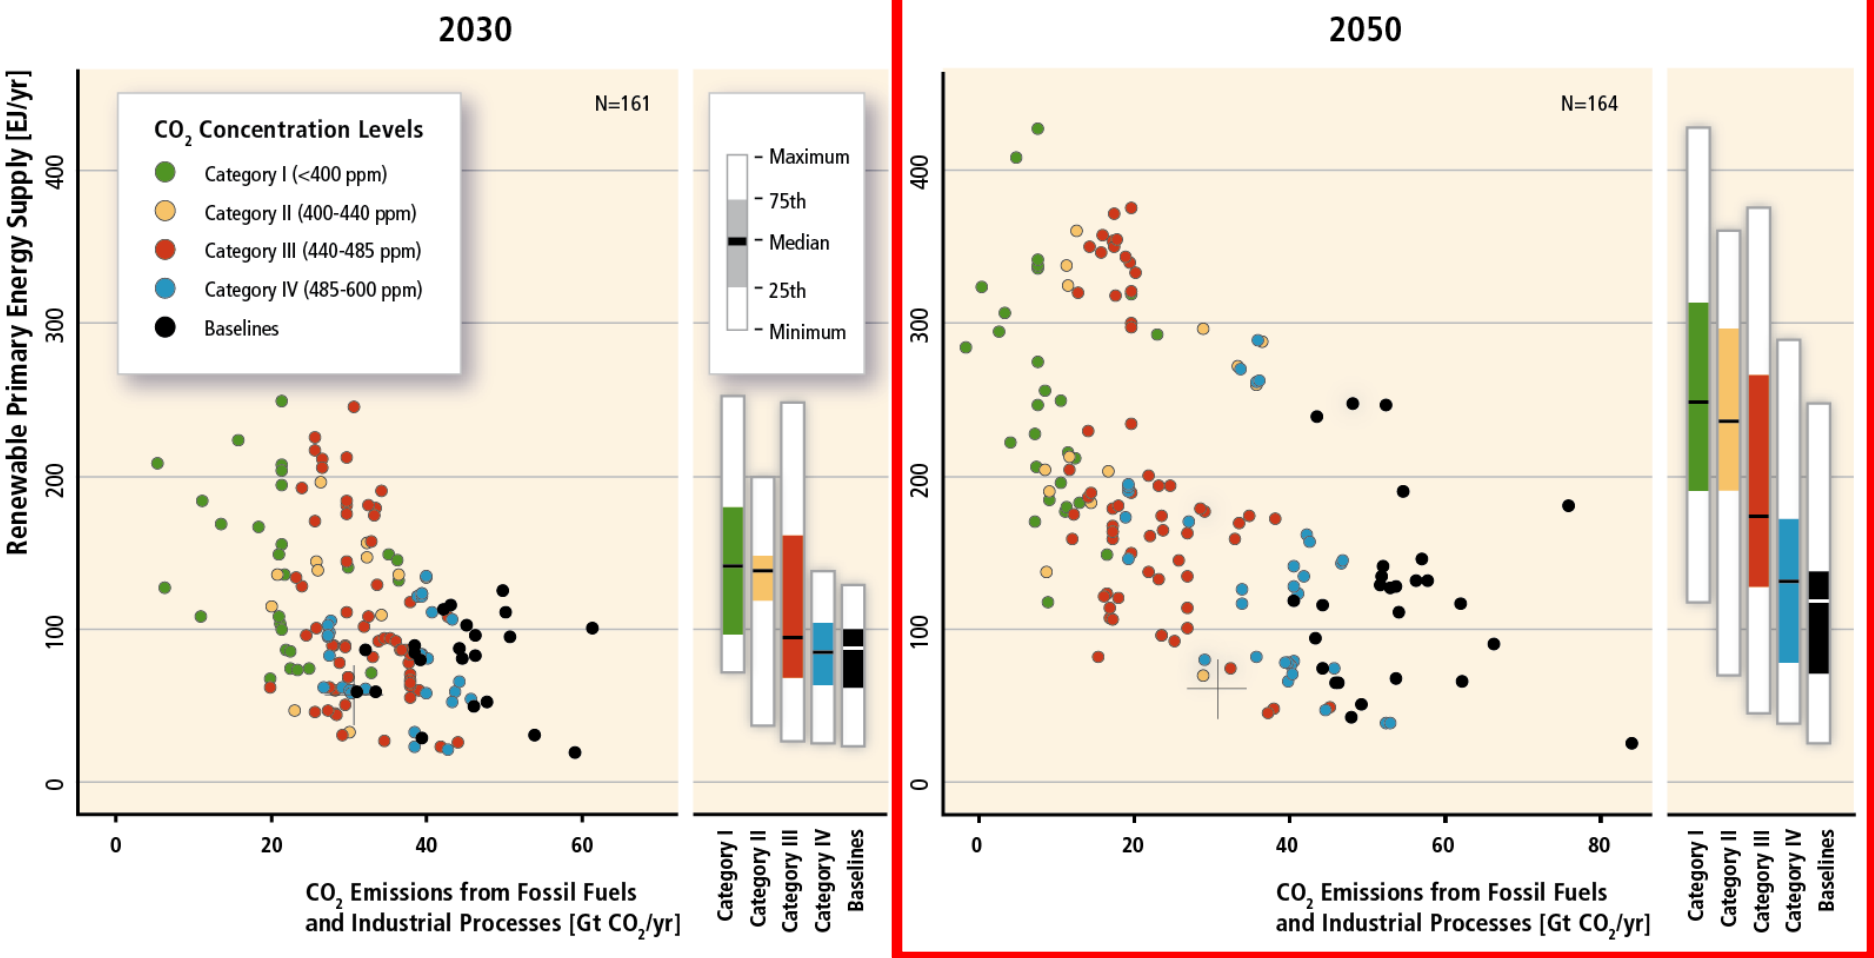 2030
Renewable Primary Energy Supply [EJ/yr]
400
300
200
100
0
CO2 Concentration Levels
Category I (<400 ppm)
Category II (400-440 ppm)
Category III (440-485 ppm)
Category IV (485-600 ppm)
Baselines
N=161
Maximum
75th
Median
25th
Minimum
0 20 40 60
CO2 Emissions from Fossil Fuels
and Industrial Processes [Gt CO2/yr]
Category I
Category II
Category III
Category IV
Baselines
2050
400
300
200
100
0
N=164
0 20 40 60 80
CO2 Emissions from Fossil Fuels
and Industrial Processes [Gt CO2/yr]
Category I
Category II
Category III
Category IV
Baselines